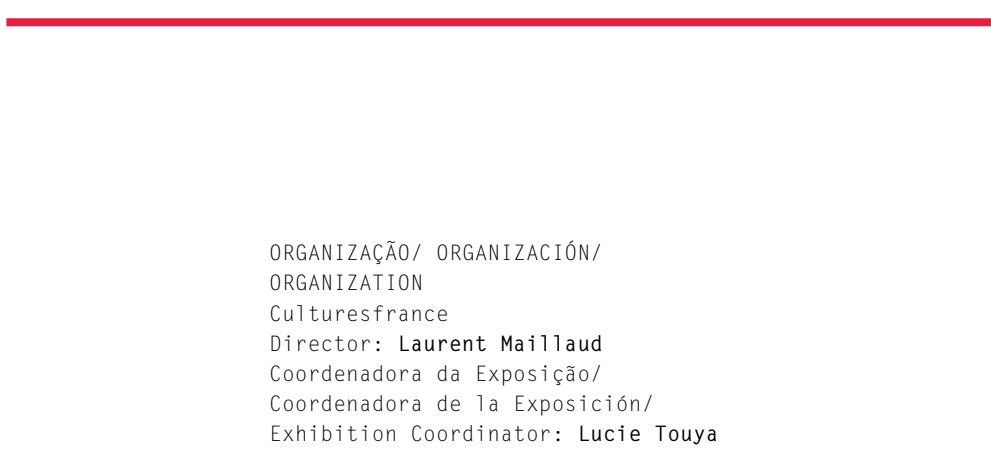 ORGANIZAÇÃO/ ORGANIZACIÓN/
ORGANIZATION
Culturesfrance
Director: Laurent Maillaud
Coordenadora da Exposição/
Coordenadora de la Exposición/
Exhibition Coordinator: Lucie Touya